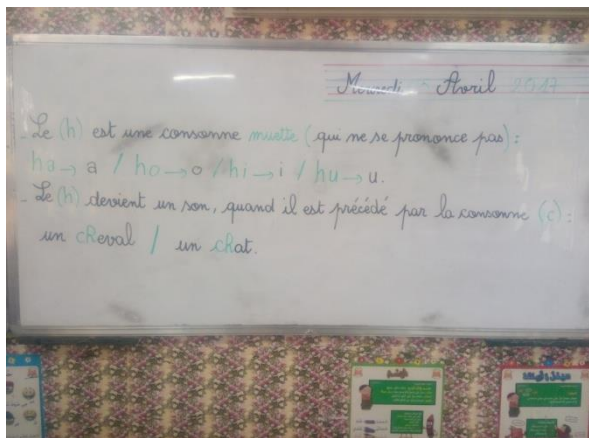 Mercredi Avril 2017
- Le (h) est une consonne muette (qui ne se prononce pas) :
ha → a / ho → o / hi → i / hu → u.
- Le (h) devient un son, quand il est précédé par la consonne (c) :
un cheval / un chat.